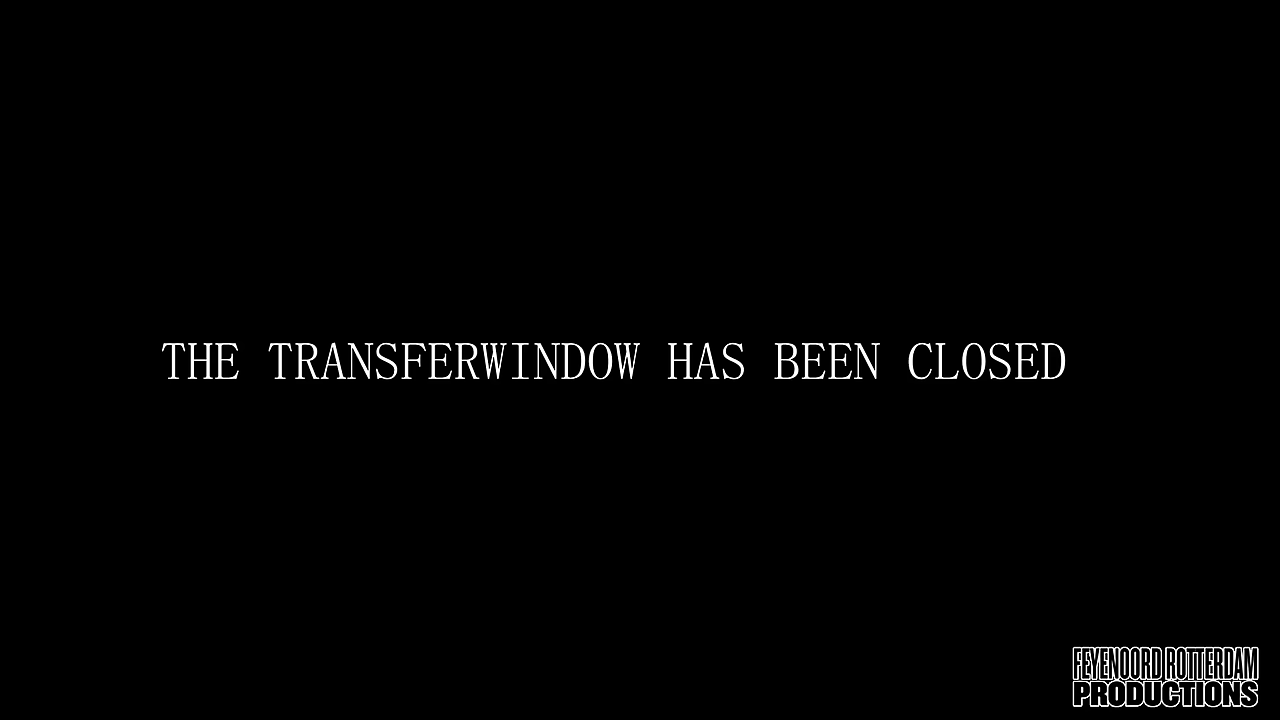 THE TRANSFERWINDOW HAS BEEN CLOSED
FEYENOORD ROTTERDAM
PRODUCTIONS